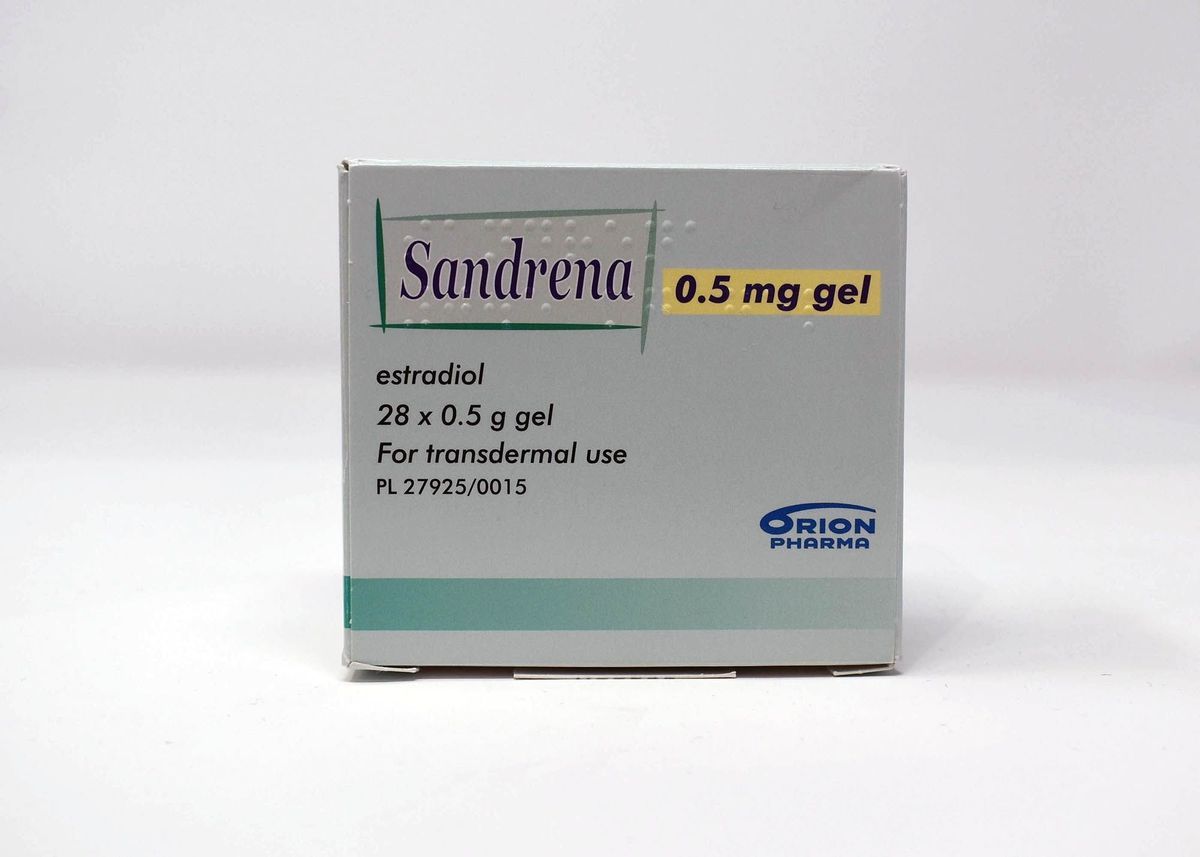 Sandrena
0.5 mg gel
estradiol
28 x 0.5 g gel
For transdermal use
PL 27925/0015
ORION
PHARMA